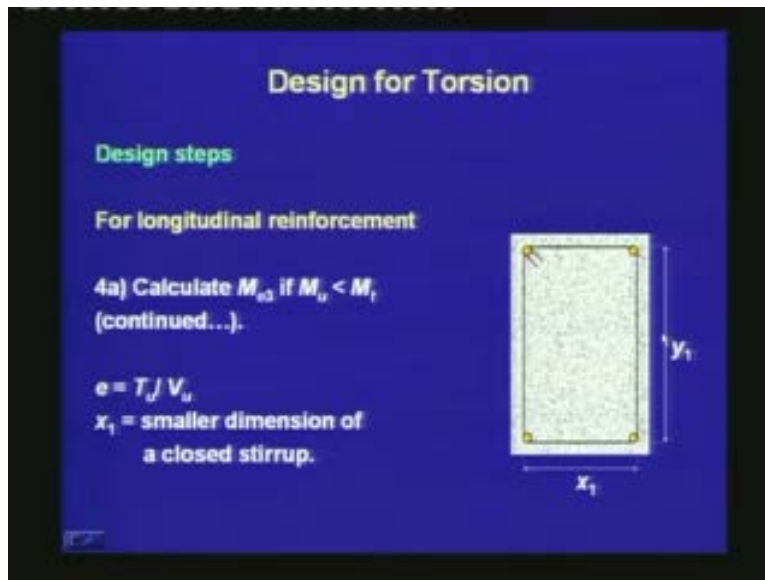 Design for Torsion
Design steps
For longitudinal reinforcement
4a) Calculate Mₑ₃ if Mᵤ < Mₜ
(continued...).
e = Tᵤ/ Vᵤ
x₁ = smaller dimension of
a closed stirrup.
y₁
x₁